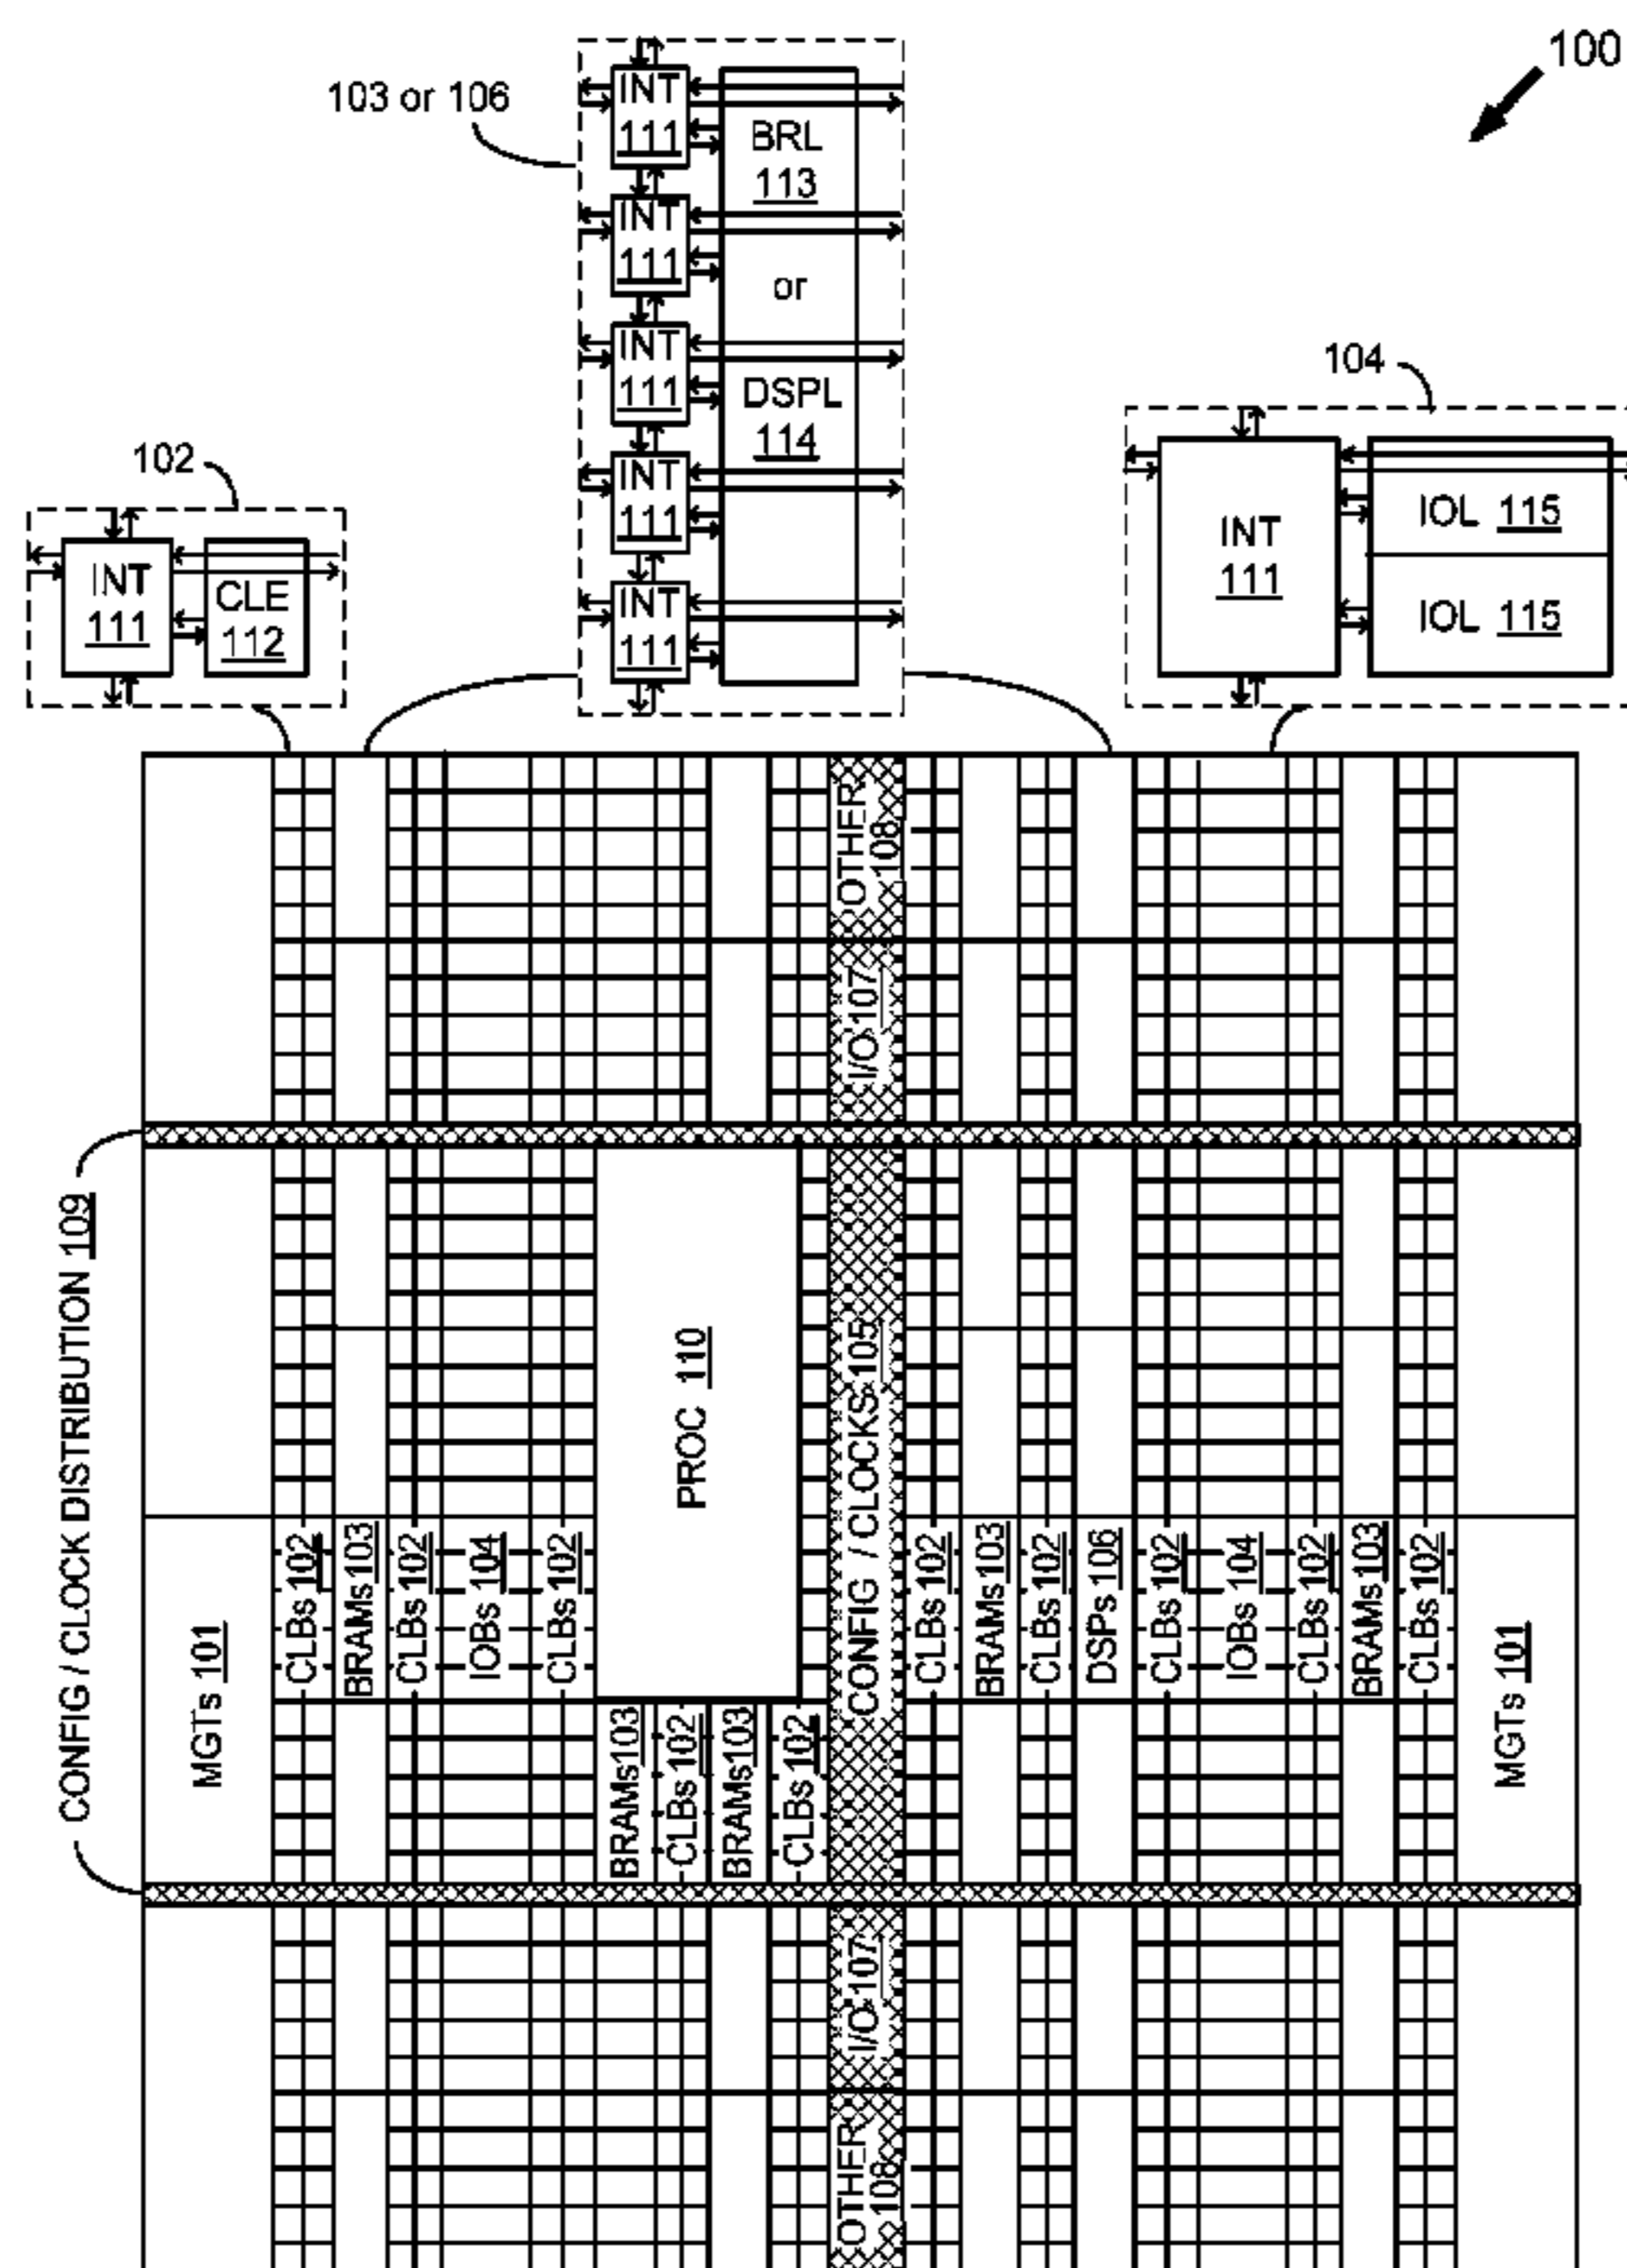 100
103 or 106
INT
111
INT
111
INT
111
INT
111
INT
111
BRL
113
or
DSPL
114
104
INT
111
IOL 115
IOL 115
102
INT
111
CLE
112
OTHER
108
I/O 107
CONFIG / CLOCK DISTRIBUTION 109
PROC 110
CONFIG / CLOCKS 105
MGTs 101
CLBs 102
BRAMs 103
CLBs 102
IOBs 104
CLBs 102
BRAMs 103
CLBs 102
BRAMs 103
CLBs 102
CLBs 102
BRAMs 103
CLBs 102
DSPs 106
CLBs 102
IOBs 104
CLBs 102
BRAMs 103
CLBs 102
MGTs 101
I/O 107
OTHER
108